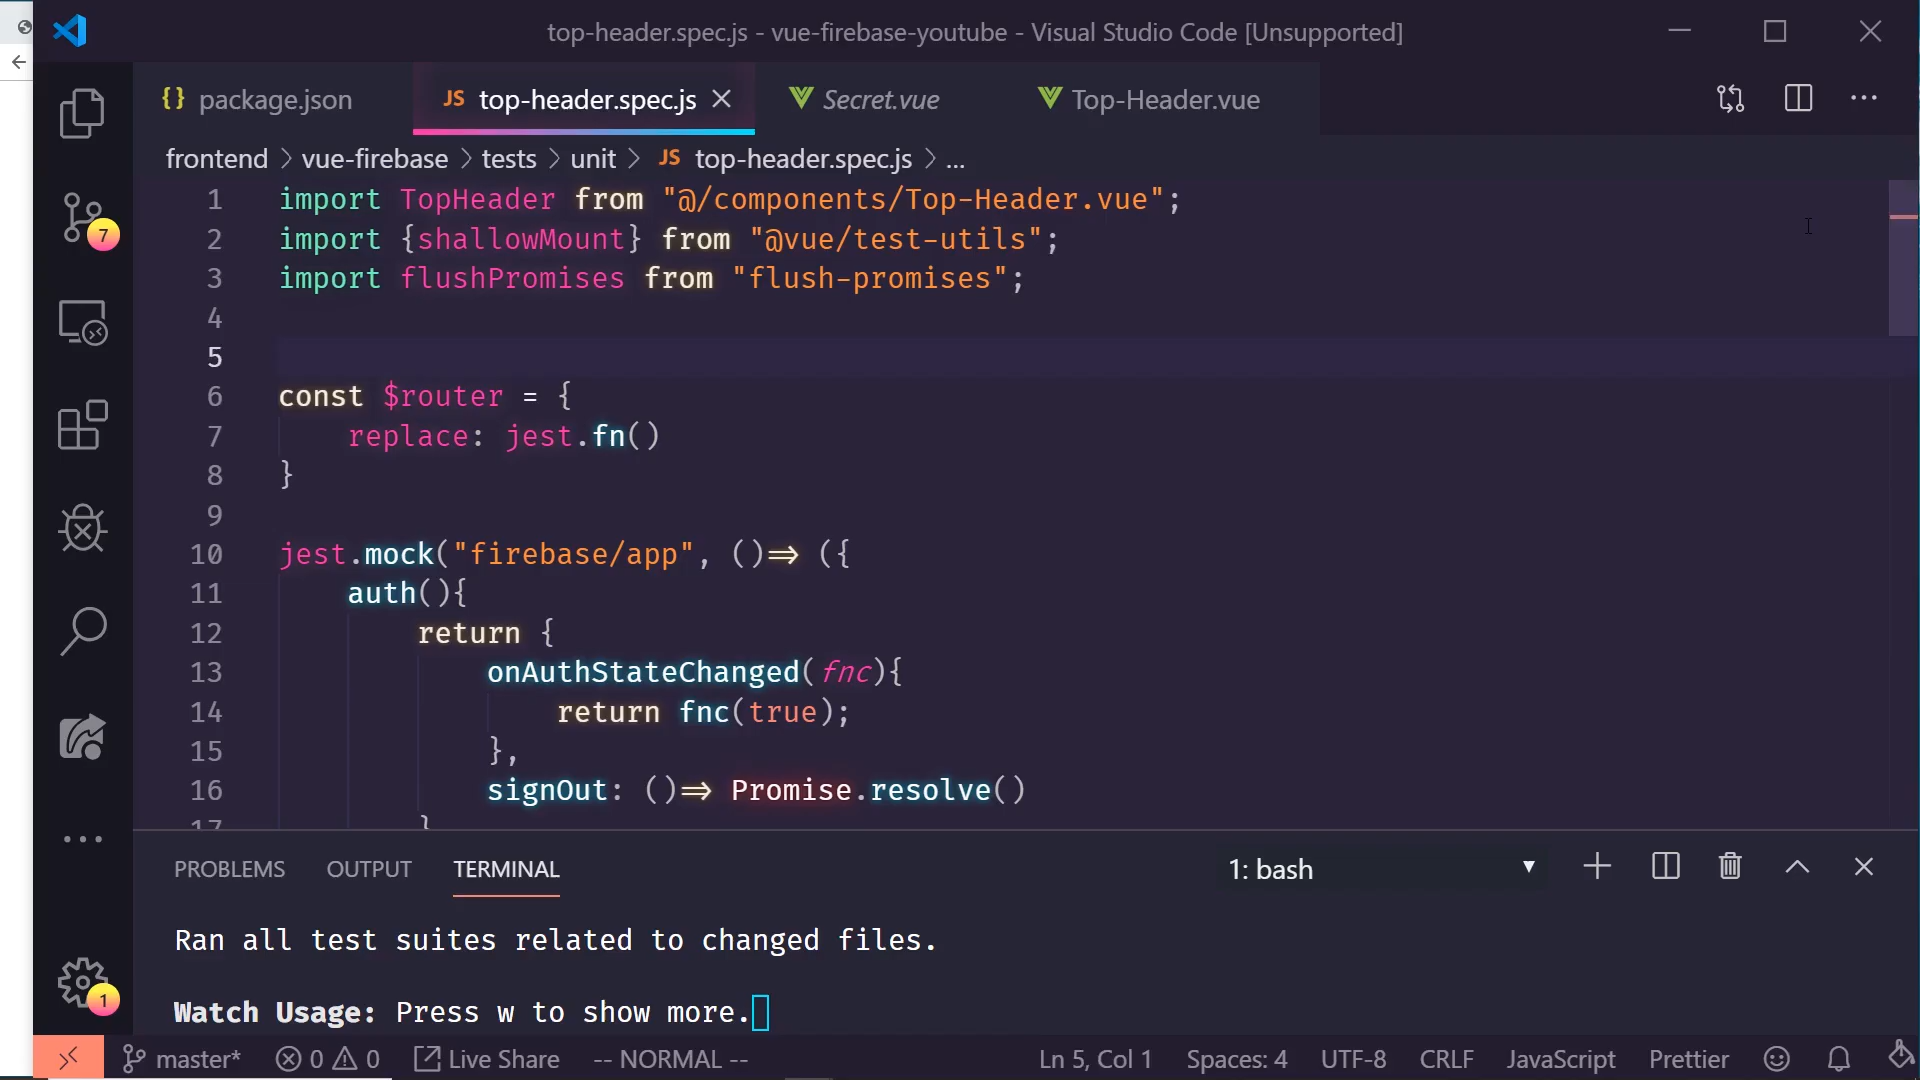 top-header.spec.js - vue-firebase-youtube - Visual Studio Code [Unsupported]
{} package.json
JS top-header.spec.js
Secret.vue
Top-Header.vue
frontend > vue-firebase > tests > unit > JS top-header.spec.js > ...
1 import TopHeader from "@/components/Top-Header.vue";
2 import {shallowMount} from "@vue/test-utils";
3 import flushPromises from "flush-promises";
4
5
6 const $router = {
7 replace: jest.fn()
8 }
9
10 jest.mock("firebase/app", ()=> ({
11 auth(){
12 return {
13 onAuthStateChanged(fnc){
14 return fnc(true);
15 },
16 signOut: ()=> Promise.resolve()
17 }
7
1
PROBLEMS OUTPUT TERMINAL
1: bash
Ran all test suites related to changed files.
Watch Usage: Press w to show more.
master* 0 0 Live Share -- NORMAL -- Ln 5, Col 1 Spaces: 4 UTF-8 CRLF JavaScript Prettier